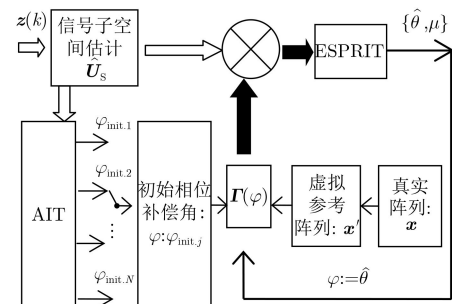 z(k)
信号子空
间估计
Û_S
ESPRIT
{θ̂,μ}
AIT
φ_init.1
φ_init.2
⋮
φ_init.N
初始相位
补偿角:
φ:φ_init.j
Γ(φ)
虚拟
参考
阵列: x′
真实
阵列:
x
φ:=θ̂